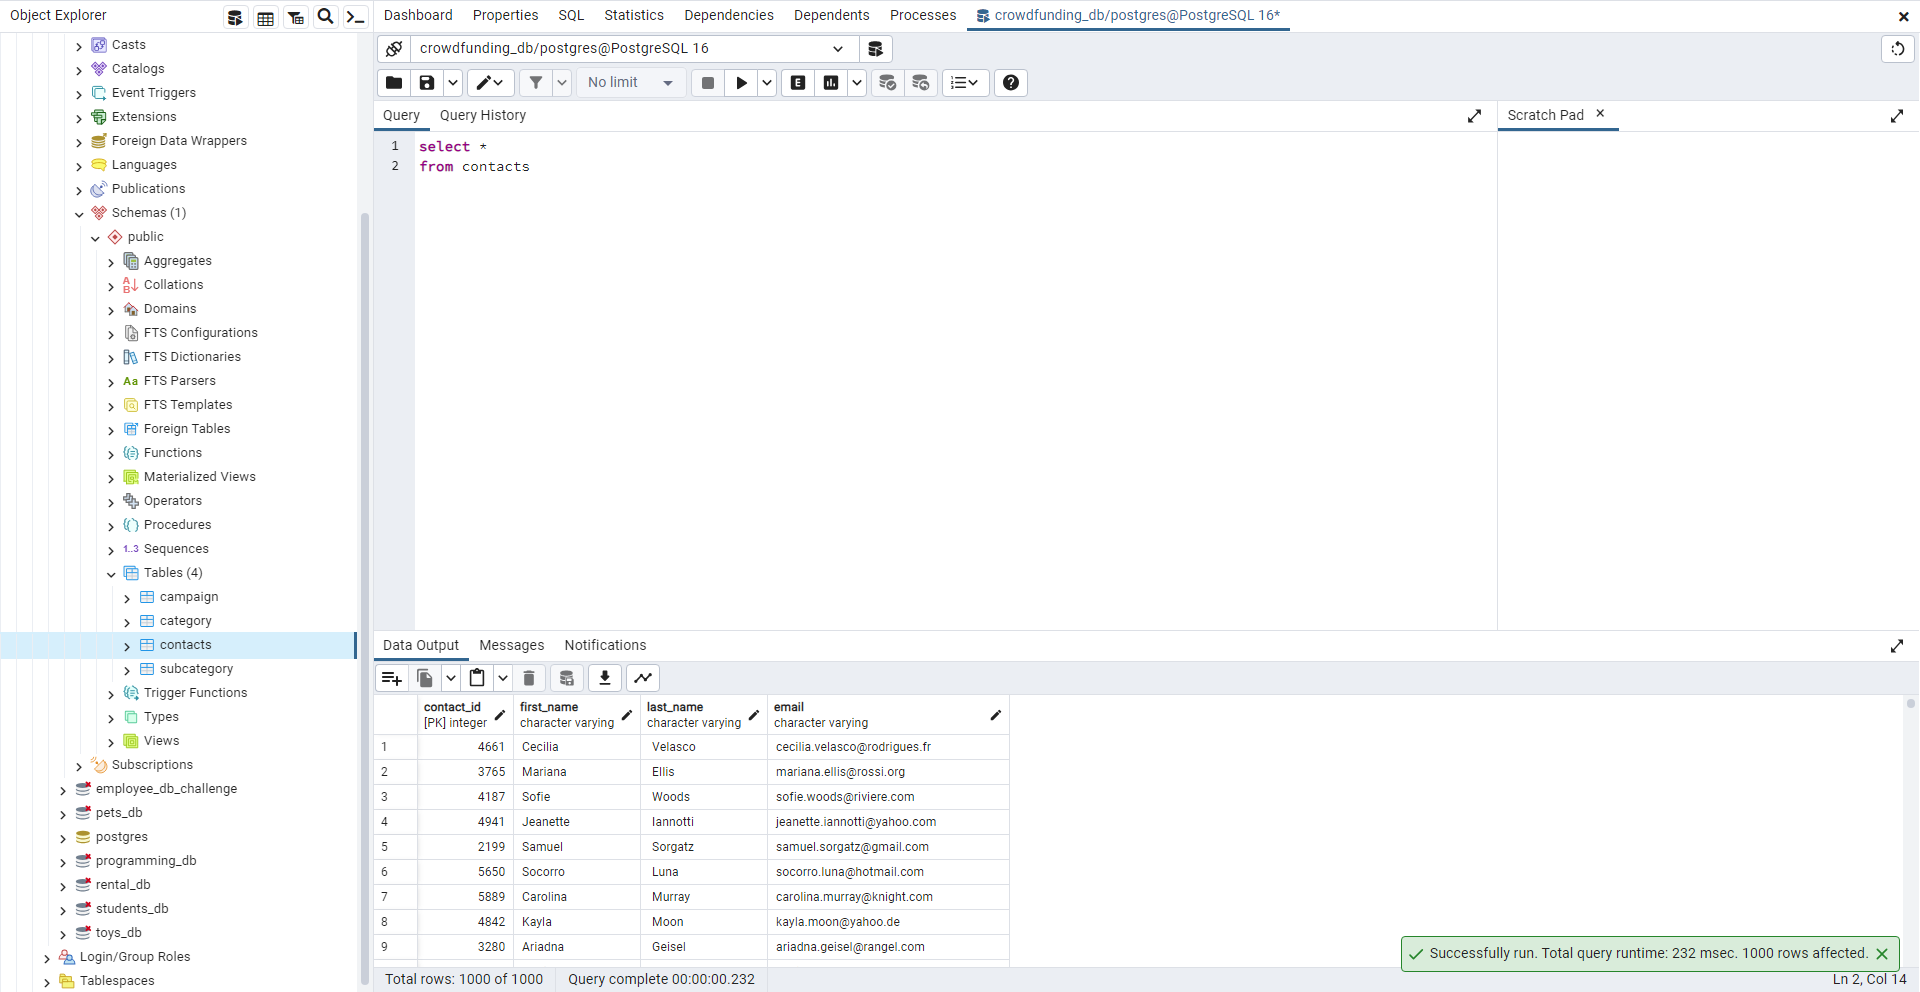 Object Explorer
Casts
Catalogs
Event Triggers
Extensions
Foreign Data Wrappers
Languages
Publications
Schemas (1)
public
Aggregates
Collations
Domains
FTS Configurations
FTS Dictionaries
Aa FTS Parsers
FTS Templates
Foreign Tables
Functions
Materialized Views
Operators
Procedures
1..3 Sequences
Tables (4)
campaign
category
contacts
subcategory
Trigger Functions
Types
Views
Subscriptions
employee_db_challenge
pets_db
postgres
programming_db
rental_db
students_db
toys_db
Login/Group Roles
Tablespaces
Dashboard Properties SQL Statistics Dependencies Dependents Processes crowdfunding_db/postgres@PostgreSQL 16*
crowdfunding_db/postgres@PostgreSQL 16
No limit E
Query Query History
Scratch Pad
1 select *
2 from contacts
Data Output Messages Notifications
contact_id first_name last_name email
[PK] integer character varying character varying character varying
1 4661 Cecilia Velasco cecilia.velasco@rodrigues.fr
2 3765 Mariana Ellis mariana.ellis@rossi.org
3 4187 Sofie Woods sofie.woods@riviere.com
4 4941 Jeanette Iannotti jeanette.iannotti@yahoo.com
5 2199 Samuel Sorgatz samuel.sorgatz@gmail.com
6 5650 Socorro Luna socorro.luna@hotmail.com
7 5889 Carolina Murray carolina.murray@knight.com
8 4842 Kayla Moon kayla.moon@yahoo.de
9 3280 Ariadna Geisel ariadna.geisel@rangel.com
Successfully run. Total query runtime: 232 msec. 1000 rows affected.
Total rows: 1000 of 1000 Query complete 00:00:00.232 Ln 2, Col 14